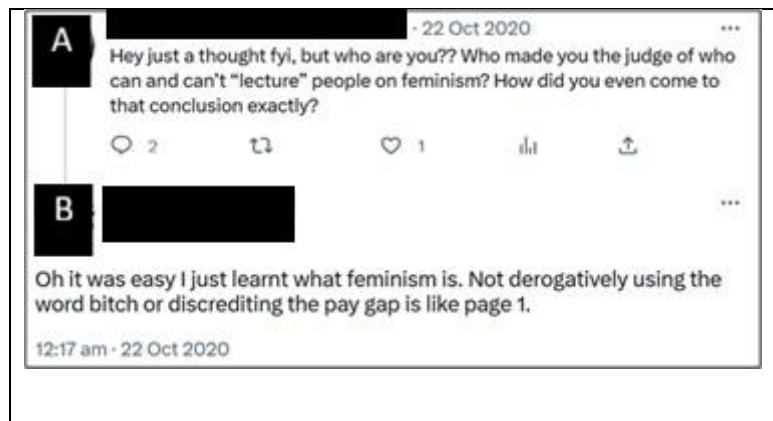 A
· 22 Oct 2020
Hey just a thought fyi, but who are you?? Who made you the judge of who
can and can't “lecture” people on feminism? How did you even come to
that conclusion exactly?
2 1
B
Oh it was easy I just learnt what feminism is. Not derogatively using the
word bitch or discrediting the pay gap is like page 1.
12:17 am · 22 Oct 2020